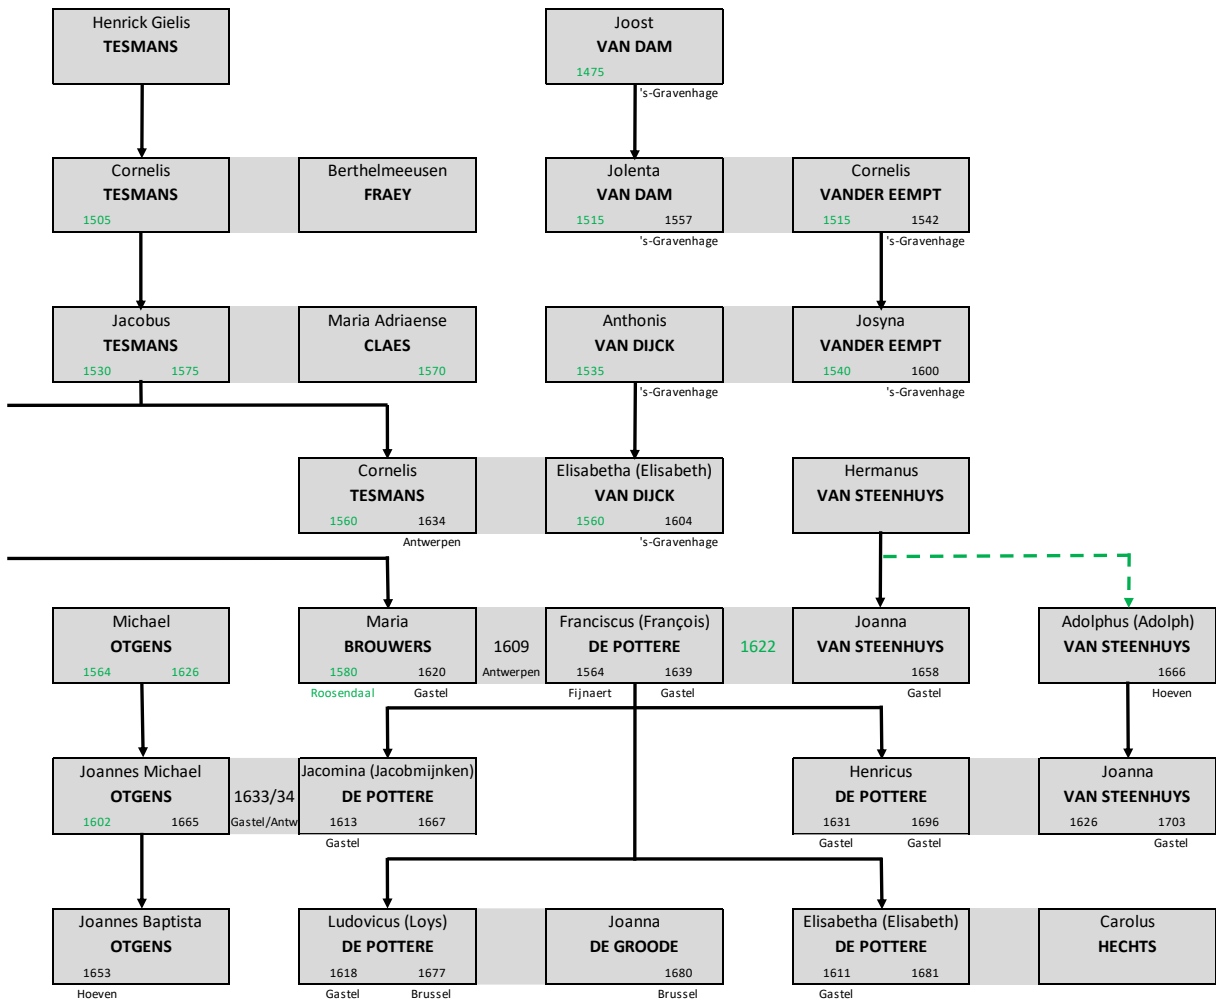 Henrick Gielis
TESMANS
Joost
VAN DAM
1475
's-Gravenhage
Cornelis
TESMANS
1505
Berthelmeeusen
FRAEY
Jolenta
VAN DAM
1515 1557
's-Gravenhage
Cornelis
VANDER EEMPT
1515 1542
's-Gravenhage
Jacobus
TESMANS
1530 1575
Maria Adriaense
CLAES
1570
Anthonis
VAN DIJCK
1535
's-Gravenhage
Josyna
VANDER EEMPT
1540 1600
's-Gravenhage
Cornelis
TESMANS
1560 1634
Antwerpen
Elisabetha (Elisabeth)
VAN DIJCK
1560 1604
's-Gravenhage
Hermanus
VAN STEENHUYS
Michael
OTGENS
1564 1626
Maria
BROUWERS
1580 1620
Roosendaal Gastel
1609
Antwerpen
Franciscus (François)
DE POTTERE
1564 1639
Fijnaert Gastel
1622
Joanna
VAN STEENHUYS
1658
Gastel
Adolphus (Adolph)
VAN STEENHUYS
1666
Hoeven
Joannes Michael
OTGENS
1602 1665
1633/34
Gastel/Antw
Jacomina (Jacobmijnken)
DE POTTERE
1613 1667
Gastel
Henricus
DE POTTERE
1631 1696
Gastel Gastel
Joanna
VAN STEENHUYS
1626 1703
Gastel
Joannes Baptista
OTGENS
1653
Hoeven
Ludovicus (Loys)
DE POTTERE
1618 1677
Gastel Brussel
Joanna
DE GROODE
1680
Brussel
Elisabetha (Elisabeth)
DE POTTERE
1611 1681
Gastel
Carolus
HECHTS